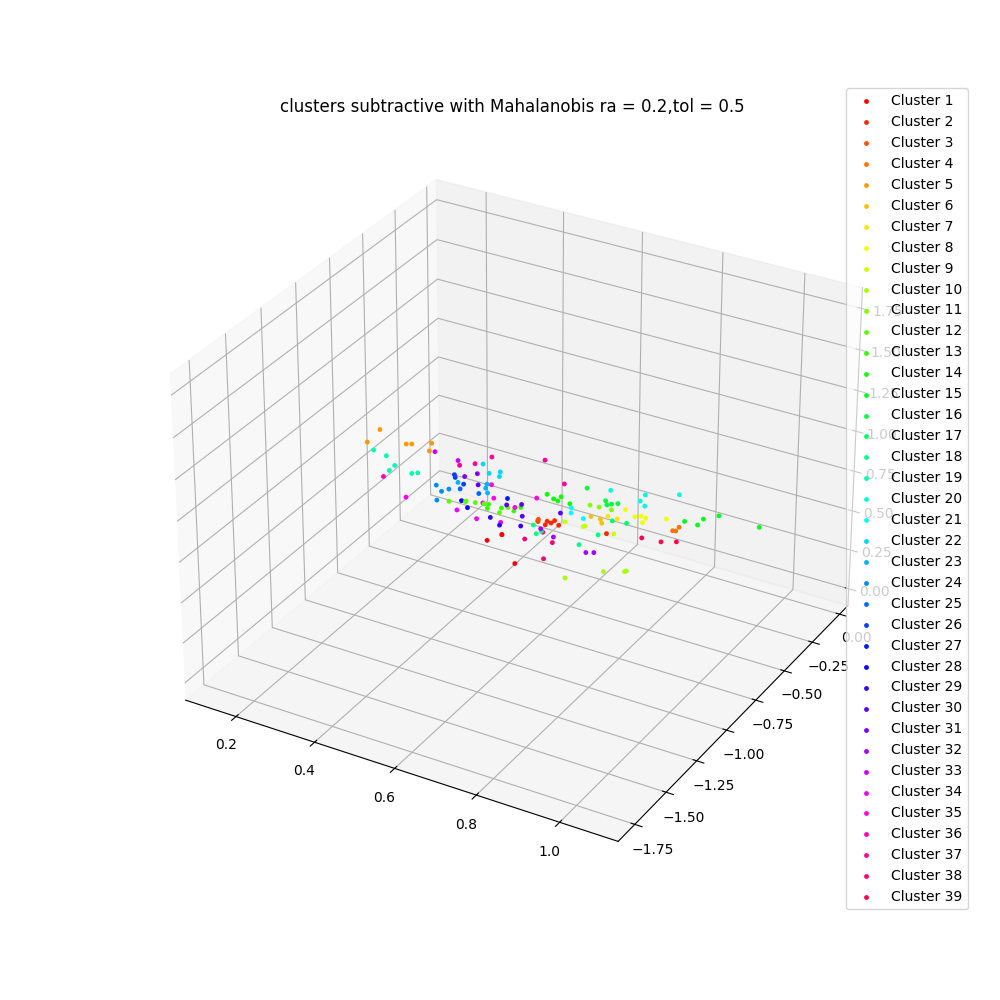 clusters subtractive with Mahalanobis ra = 0.2,tol = 0.5
Cluster 1
Cluster 2
Cluster 3
Cluster 4
Cluster 5
Cluster 6
Cluster 7
Cluster 8
Cluster 9
Cluster 10
Cluster 11
Cluster 12
Cluster 13
Cluster 14
Cluster 15
Cluster 16
Cluster 17
Cluster 18
Cluster 19
Cluster 20
Cluster 21
Cluster 22
Cluster 23
Cluster 24
Cluster 25
Cluster 26
Cluster 27
Cluster 28
Cluster 29
Cluster 30
Cluster 31
Cluster 32
Cluster 33
Cluster 34
Cluster 35
Cluster 36
Cluster 37
Cluster 38
Cluster 39
1.75
1.50
1.25
1.00
0.75
0.50
0.25
0.00
0.00
−0.25
−0.50
−0.75
−1.00
−1.25
−1.50
−1.75
0.2
0.4
0.6
0.8
1.0